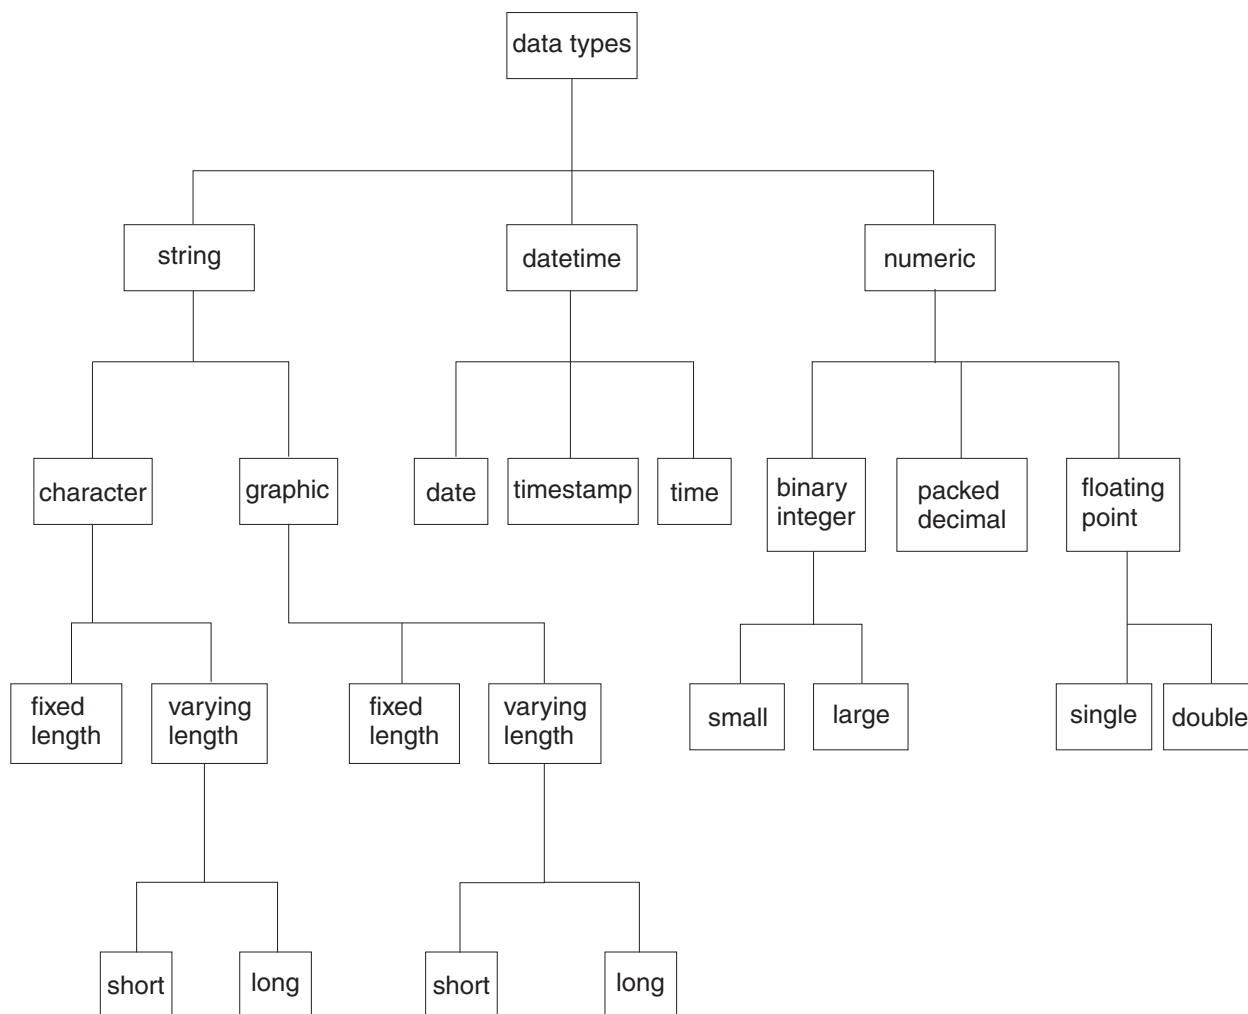 data types
string
datetime
numeric
character
graphic
date
timestamp
time
binary
integer
packed
decimal
floating
point
fixed
length
varying
length
fixed
length
varying
length
small
large
single
double
short
long
short
long